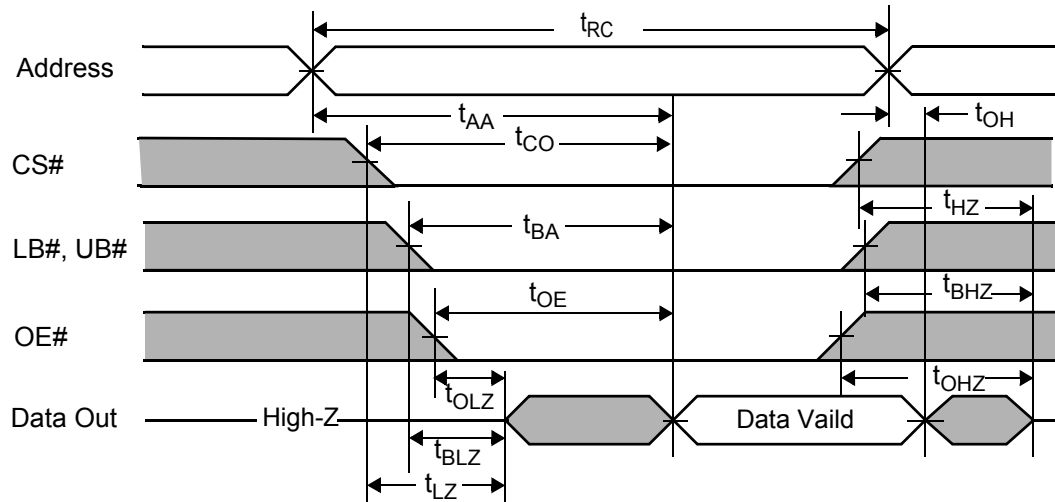 tRC
Address
tAA
tOH
tCO
CS#
tHZ
tBA
LB#, UB#
tOE
tBHZ
OE#
tOLZ
tOHZ
Data Out
High-Z
Data Vaild
tBLZ
tLZ